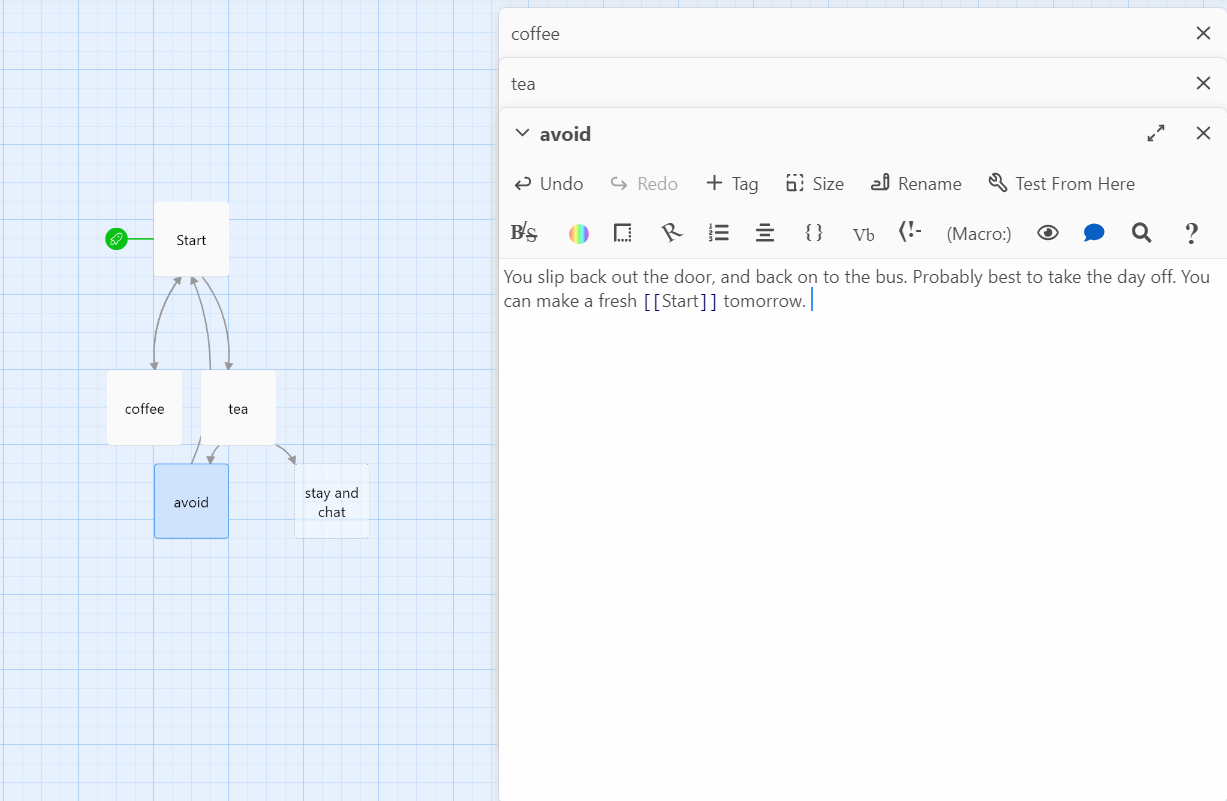 Start
coffee
tea
avoid
stay and
chat
coffee
tea
avoid
Undo Redo Tag Size Rename Test From Here
B/S {} Vb (Macro:) ?
You slip back out the door, and back on to the bus. Probably best to take the day off. You
can make a fresh [[Start]] tomorrow.